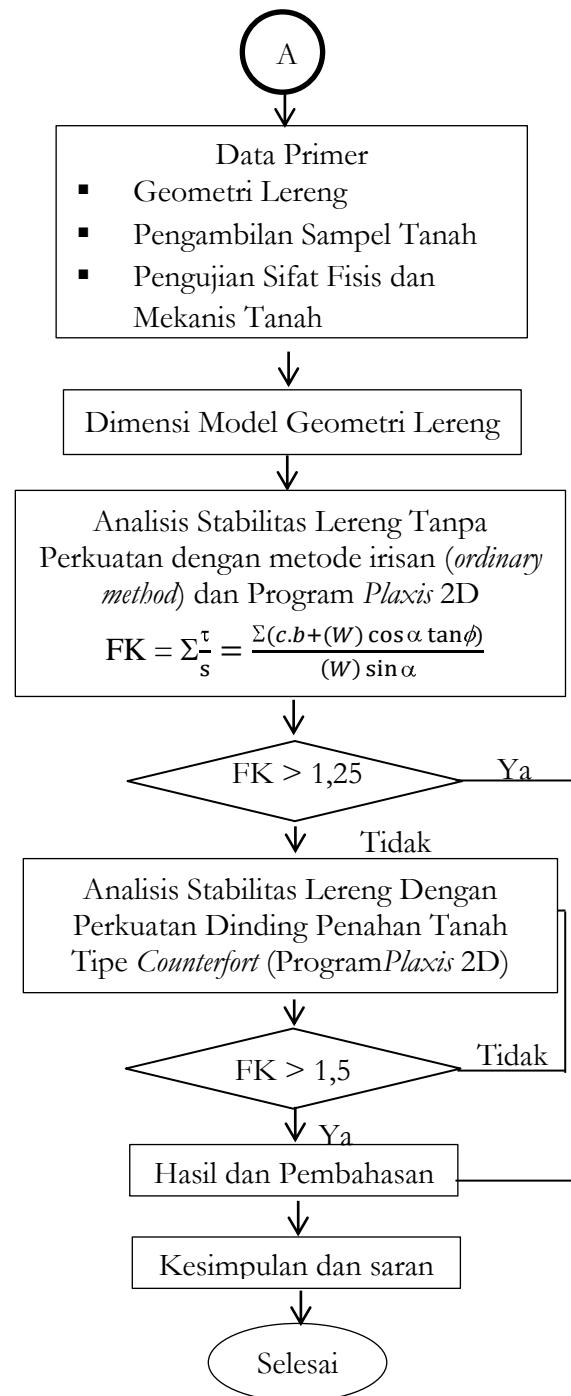 A
Data Primer
▪ Geometri Lereng
▪ Pengambilan Sampel Tanah
▪ Pengujian Sifat Fisis dan
Mekanis Tanah
Dimensi Model Geometri Lereng
Analisis Stabilitas Lereng Tanpa
Perkuatan dengan metode irisan (ordinary
method) dan Program Plaxis 2D
FK = Σ τ/s = Σ(c.b+(W) cos α tan ϕ) / (W) sin α
FK > 1,25
Ya
Tidak
Analisis Stabilitas Lereng Dengan
Perkuatan Dinding Penahan Tanah
Tipe Counterfort (ProgramPlaxis 2D)
FK > 1,5
Tidak
Ya
Hasil dan Pembahasan
Kesimpulan dan saran
Selesai